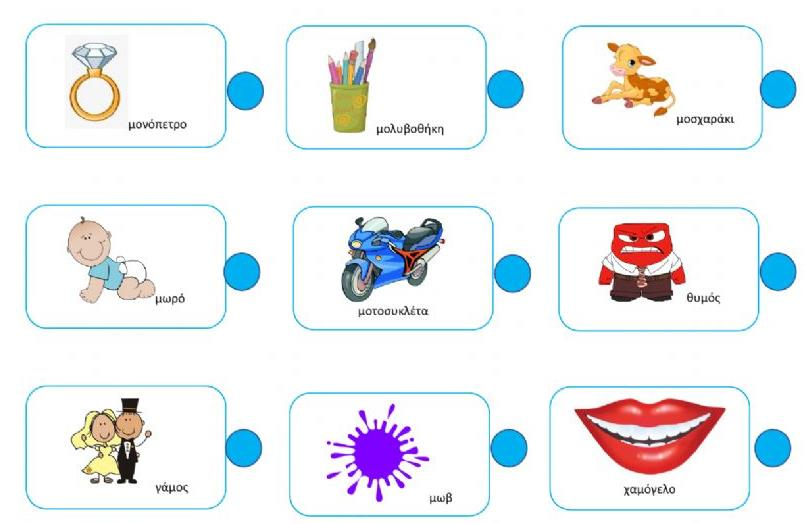 μονόπετρο
μολυβοθήκη
μοσχαράκι
μωρό
μοτοσυκλέτα
θυμός
γάμος
μωβ
χαμόγελο